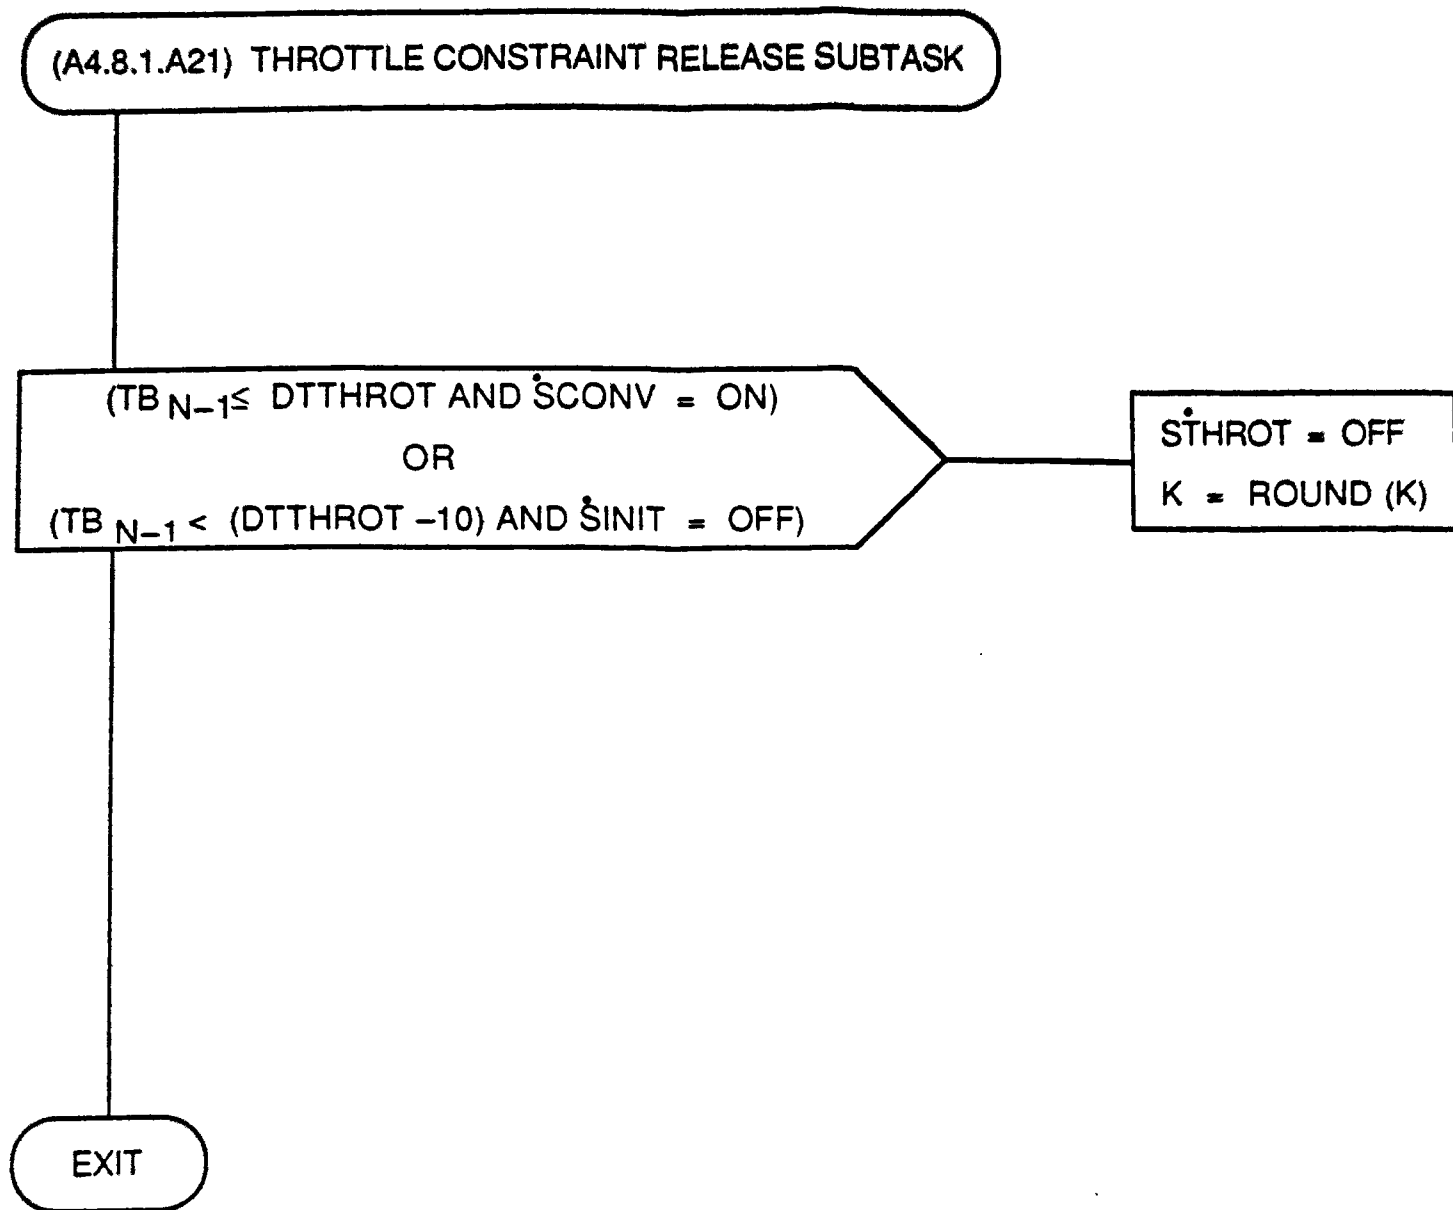 (A4.8.1.A21) THROTTLE CONSTRAINT RELEASE SUBTASK
(TB N–1 ≤ DTTHROT AND ṠCONV = ON)
OR
(TB N–1 < (DTTHROT –10) AND ṠINIT = OFF)
SṪHROT = OFF
K = ROUND (K)
EXIT